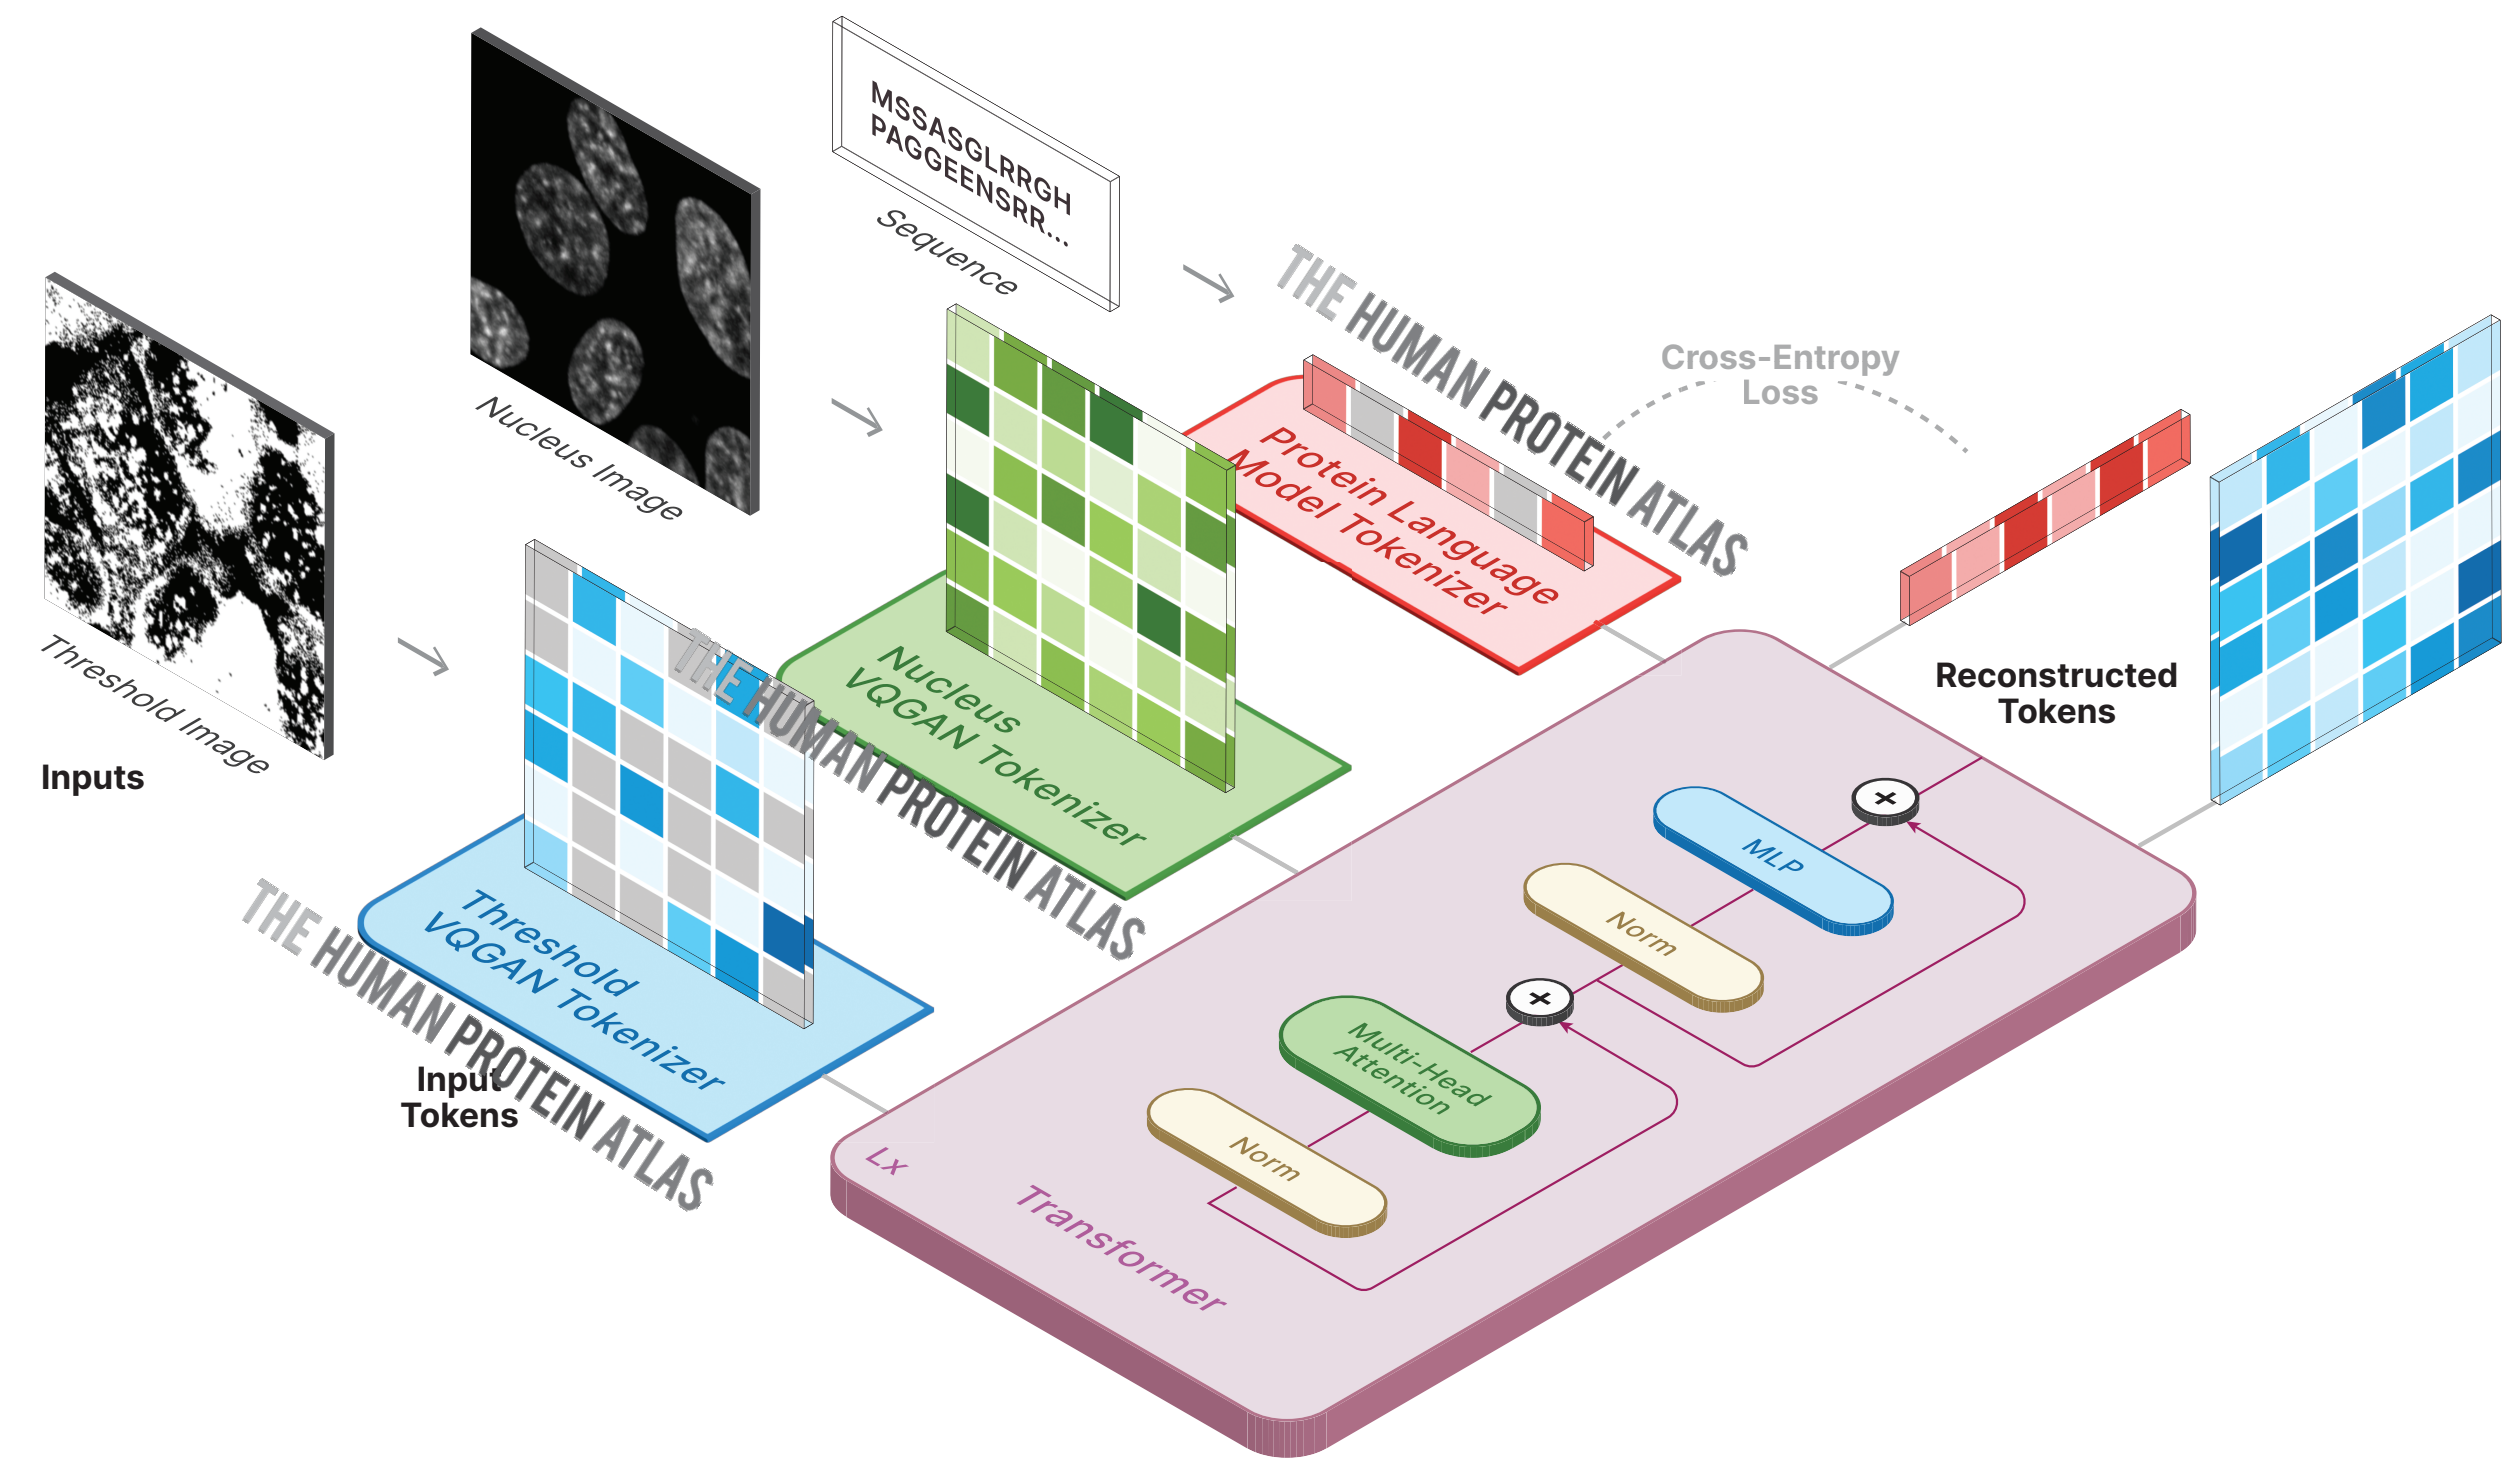 MSSASGLRRGH
PAGGEENSRR...
Sequence
Nucleus Image
Threshold Image
Inputs
THE HUMAN PROTEIN ATLAS
Cross-Entropy
Loss
Protein Language
Model Tokenizer
Nucleus
VQGAN Tokenizer
THE HUMAN PROTEIN ATLAS
Threshold
VQGAN Tokenizer
THE HUMAN PROTEIN ATLAS
Input
Tokens
Reconstructed
Tokens
MLP
Norm
Multi-Head
Attention
Norm
Lx
Transformer